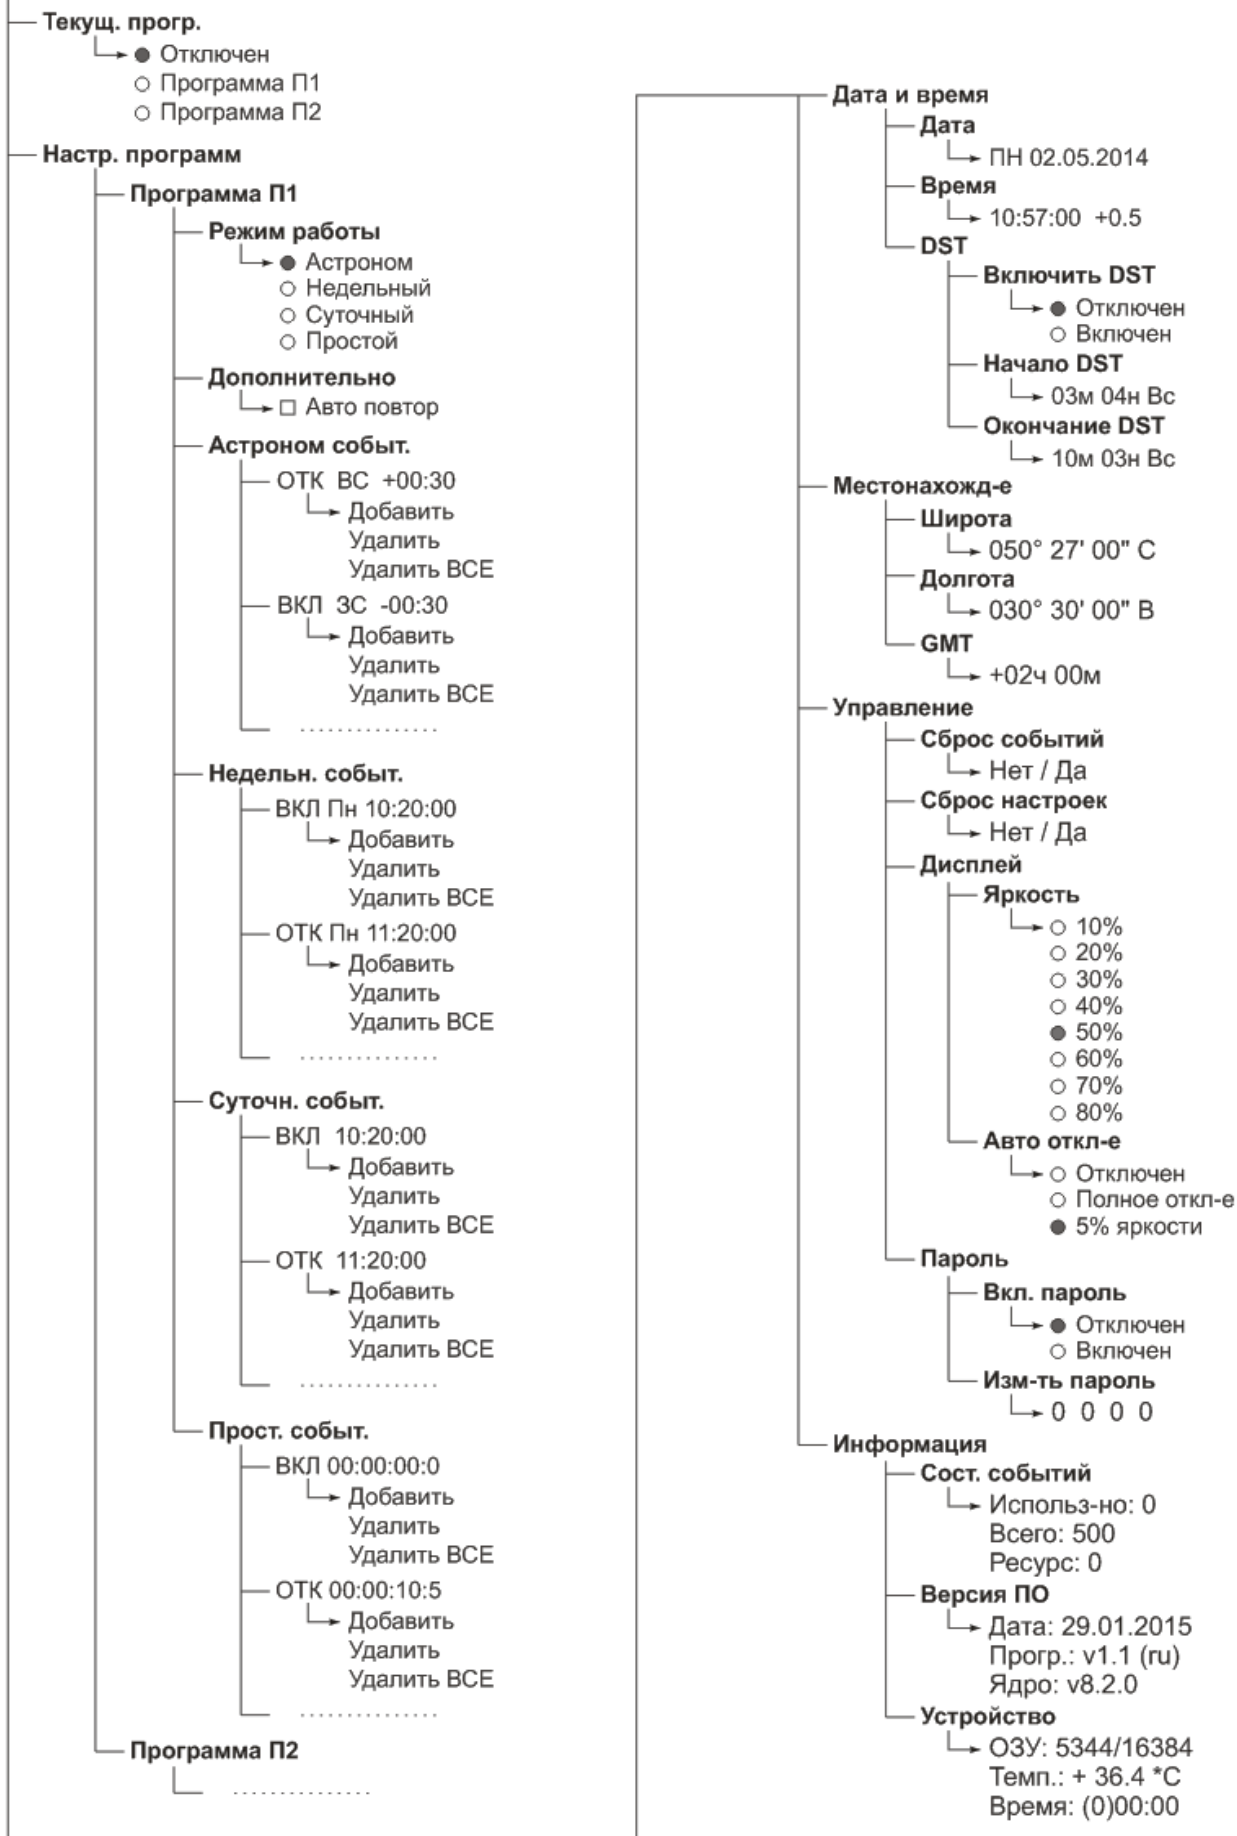 Текущ. прогр.
Отключен
Программа П1
Программа П2
Настр. программ
Программа П1
Режим работы
Астроном
Недельный
Суточный
Простой
Дополнительно
Авто повтор
Астроном событ.
ОТК ВС +00:30
Добавить
Удалить
Удалить ВСЕ
ВКЛ ЗС -00:30
Добавить
Удалить
Удалить ВСЕ
..............
Недельн. событ.
ВКЛ Пн 10:20:00
Добавить
Удалить
Удалить ВСЕ
ОТК Пн 11:20:00
Добавить
Удалить
Удалить ВСЕ
..............
Суточн. событ.
ВКЛ 10:20:00
Добавить
Удалить
Удалить ВСЕ
ОТК 11:20:00
Добавить
Удалить
Удалить ВСЕ
..............
Прост. событ.
ВКЛ 00:00:00:0
Добавить
Удалить
Удалить ВСЕ
ОТК 00:00:10:5
Добавить
Удалить
Удалить ВСЕ
..............
Программа П2
..............
Дата и время
Дата
ПН 02.05.2014
Время
10:57:00 +0.5
DST
Включить DST
Отключен
Включен
Начало DST
03м 04н Вс
Окончание DST
10м 03н Вс
Местонахожд-е
Широта
050° 27' 00" С
Долгота
030° 30' 00" В
GMT
+02ч 00м
Управление
Сброс событий
Нет / Да
Сброс настроек
Нет / Да
Дисплей
Яркость
10%
20%
30%
40%
50%
60%
70%
80%
Авто откл-е
Отключен
Полное откл-е
5% яркости
Пароль
Вкл. пароль
Отключен
Включен
Изм-ть пароль
0 0 0 0
Информация
Сост. событий
Использ-но: 0
Всего: 500
Ресурс: 0
Версия ПО
Дата: 29.01.2015
Прогр.: v1.1 (ru)
Ядро: v8.2.0
Устройство
ОЗУ: 5344/16384
Темп.: + 36.4 *C
Время: (0)00:00